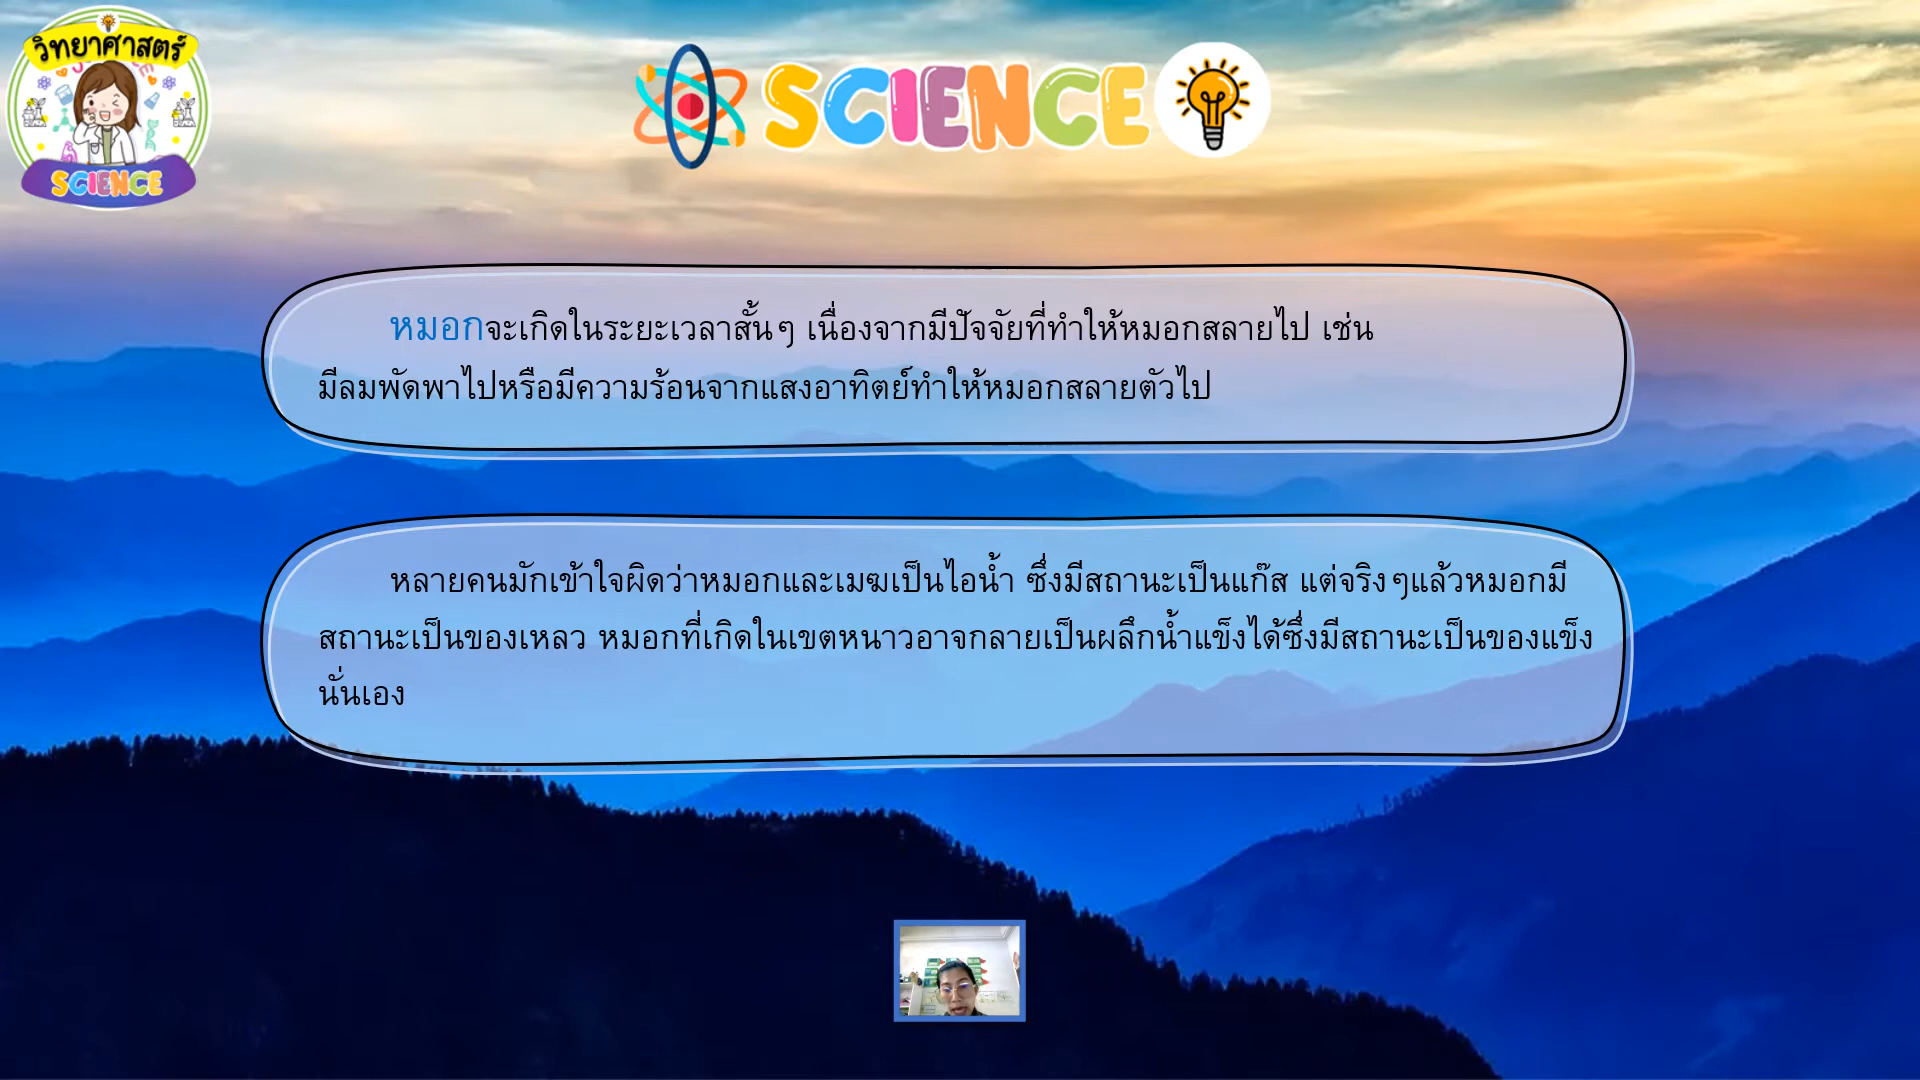 วิทยาศาสตร์
SCIENCE
SCIENCE
หมอกจะเกิดในระยะเวลาสั้นๆ เนื่องจากมีปัจจัยที่ทำให้หมอกสลายไป เช่น
มีลมพัดพาไปหรือมีความร้อนจากแสงอาทิตย์ทำให้หมอกสลายตัวไป
หลายคนมักเข้าใจผิดว่าหมอกและเมฆเป็นไอน้ำ ซึ่งมีสถานะเป็นแก๊ส แต่จริงๆแล้วหมอกมี
สถานะเป็นของเหลว หมอกที่เกิดในเขตหนาวอาจกลายเป็นผลึกน้ำแข็งได้ซึ่งมีสถานะเป็นของแข็ง
นั่นเอง